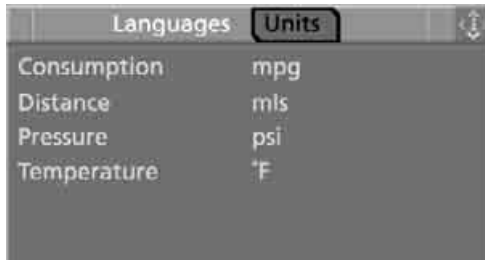 Languages Units
Consumption mpg
Distance mls
Pressure psi
Temperature °F